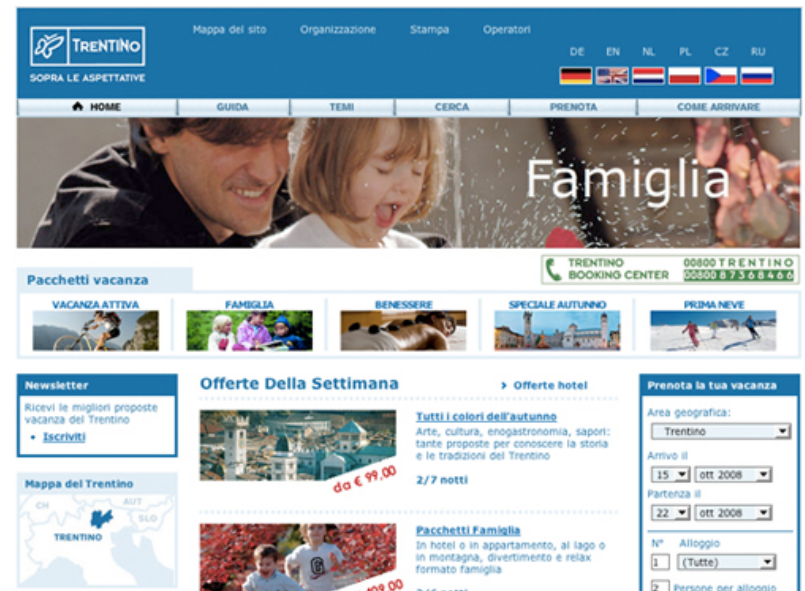 Mappa del sito Organizzazione Stampa Operatori
TRENTINO
SOPRA LE ASPETTATIVE
DE EN NL PL CZ RU
HOME GUIDA TEMI CERCA PRENOTA COME ARRIVARE
Famiglia
TRENTINO 00800 TRENTINO
BOOKING CENTER 00800 87368466
Pacchetti vacanza
VACANZA ATTIVA FAMIGLIA BENESSERE SPECIALE AUTUNNO PRIMA NEVE
Newsletter
Ricevi le migliori proposte
vacanza del Trentino
• Iscriviti
Mappa del Trentino
CH AUT
SLO
TRENTINO
Offerte Della Settimana
Offerte hotel
da € 99,00
Tutti i colori dell'autunno
Arte, cultura, enogastronomia, sapori:
tante proposte per conoscere la storia
e le tradizioni del Trentino
2/7 notti
Pacchetti Famiglia
In hotel o in appartamento, al lago o
in montagna, divertimento e relax
formato famiglia
Prenota la tua vacanza
Area geografica:
Trentino
Arrivo il
15 ott 2008
Partenza il
22 ott 2008
N° Alloggio
1 (Tutte)
2 Persone per alloggio